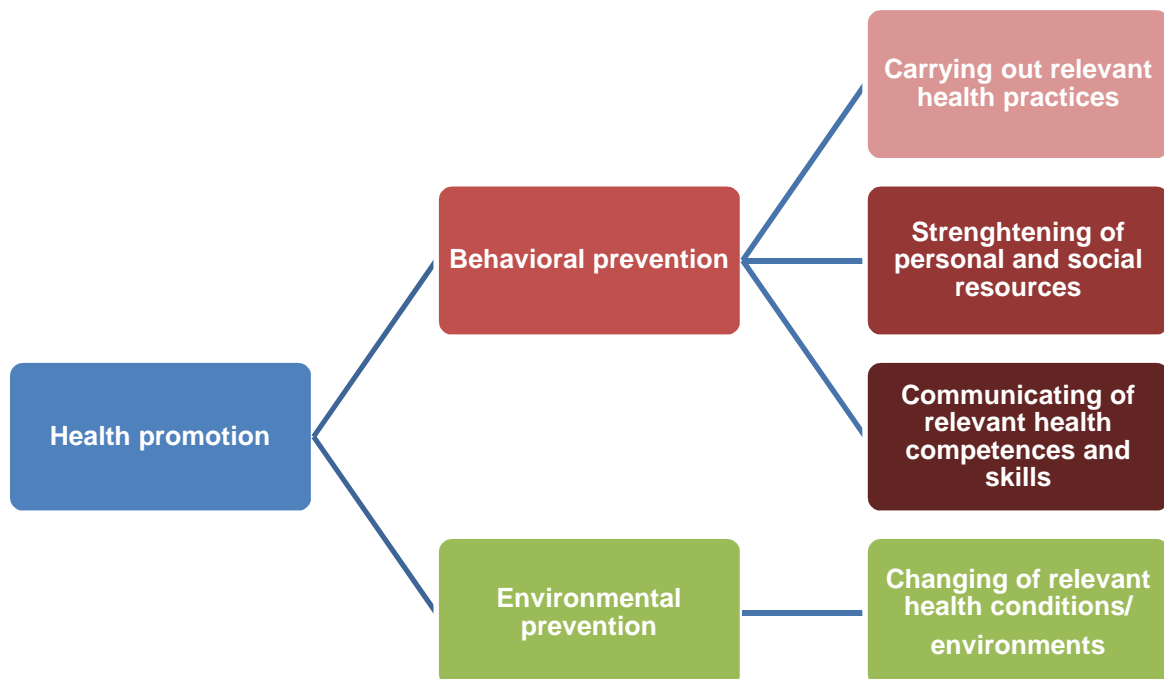 Carrying out relevant
health practices
Behavioral prevention
Strenghtening of
personal and social
resources
Health promotion
Communicating of
relevant health
competences and
skills
Environmental
prevention
Changing of relevant
health conditions/
environments